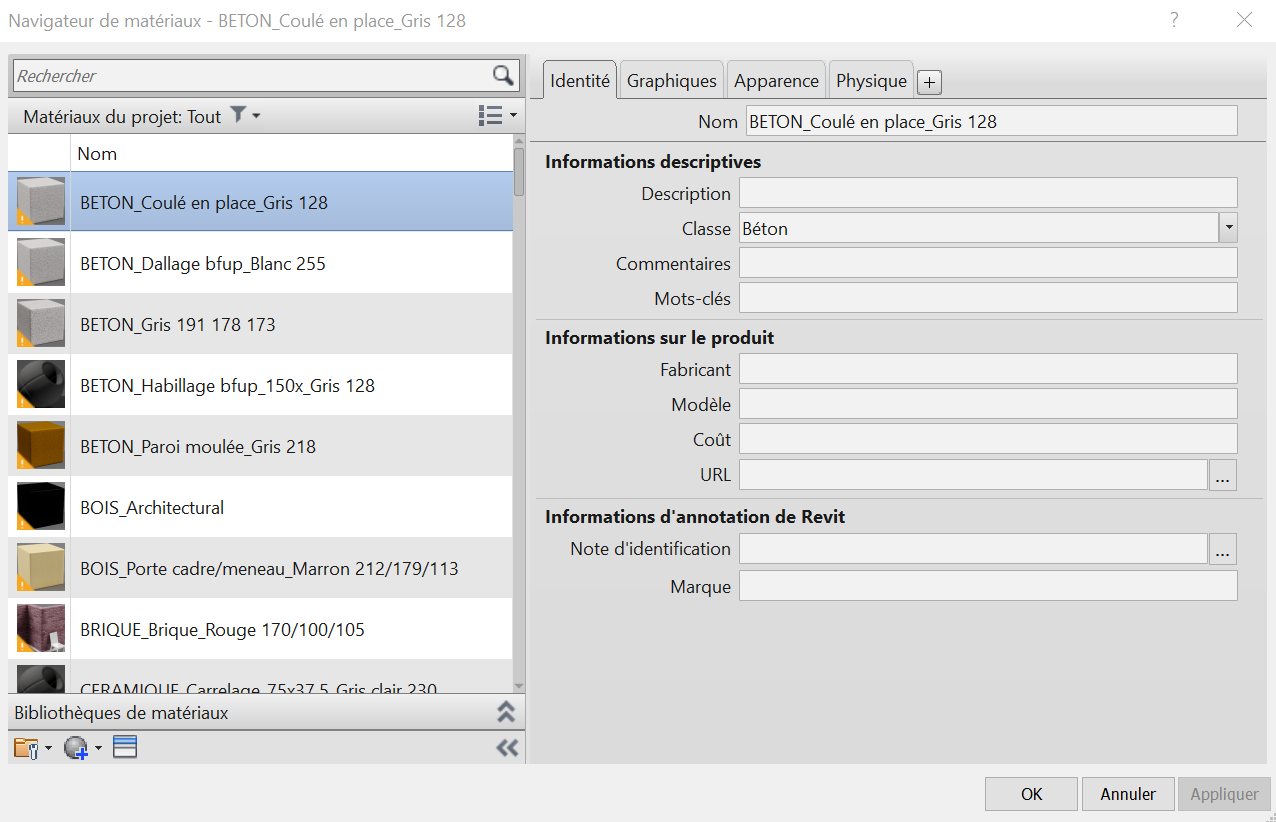 Navigateur de matériaux - BETON_Coulé en place_Gris 128
?
Rechercher
Matériaux du projet: Tout
Nom
BETON_Coulé en place_Gris 128
BETON_Dallage bfup_Blanc 255
BETON_Gris 191 178 173
BETON_Habillage bfup_150x_Gris 128
BETON_Paroi moulée_Gris 218
BOIS_Architectural
BOIS_Porte cadre/meneau_Marron 212/179/113
BRIQUE_Brique_Rouge 170/100/105
CERAMIQUE_Carrelage_75x37.5_Gris clair 230
Bibliothèques de matériaux
Identité Graphiques Apparence Physique +
Nom BETON_Coulé en place_Gris 128
Informations descriptives
Description
Classe Béton
Commentaires
Mots-clés
Informations sur le produit
Fabricant
Modèle
Coût
URL ...
Informations d'annotation de Revit
Note d'identification ...
Marque
OK Annuler Appliquer